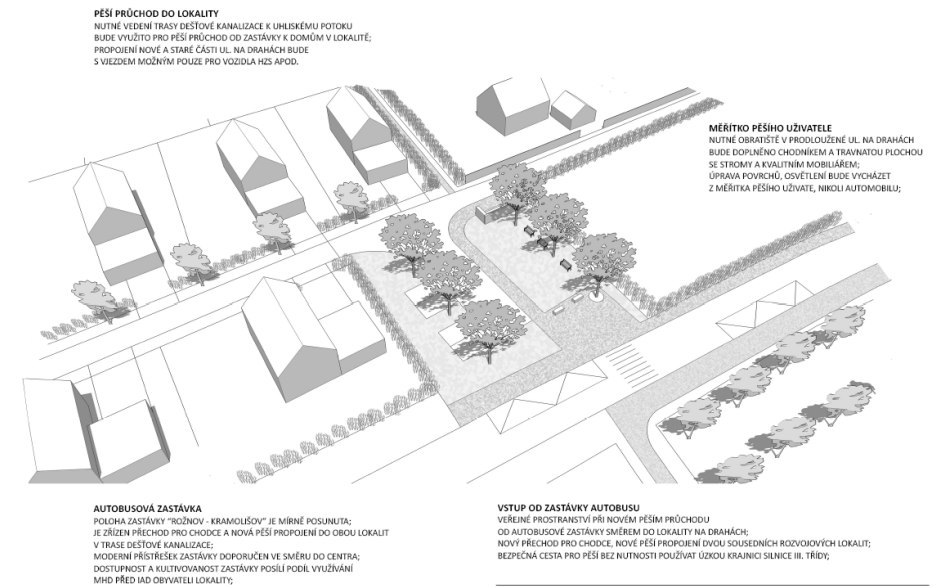 PĚŠÍ PRŮCHOD DO LOKALITY
NUTNÉ VEDENÍ TRASY DEŠŤOVÉ KANALIZACE K UHLISKÉMU POTOKU
BUDE VYUŽITO PRO PĚŠÍ PRŮCHOD OD ZASTÁVKY K DOMŮM V LOKALITĚ;
PROPOJENÍ NOVÉ A STARÉ ČÁSTI UL. NA DRAHÁCH BUDE
S VJEZDEM MOŽNÝM POUZE PRO VOZIDLA HZS APOD.
MĚŘÍTKO PĚŠÍHO UŽIVATELE
NUTNÉ OBRATIŠTĚ V PRODLOUŽENÉ UL. NA DRAHÁCH
BUDE DOPLNĚNO CHODNÍKEM A TRAVNATOU PLOCHOU
SE STROMY A KVALITNÍM MOBILIÁŘEM;
ÚPRAVA POVRCHŮ, OSVĚTLENÍ BUDE VYCHÁZET
Z MĚŘITKA PĚŠÍHO UŽIVATE, NIKOLI AUTOMOBILU;
AUTOBUSOVÁ ZASTÁVKA
POLOHA ZASTÁVKY "ROŽNOV - KRAMOLIŠOV" JE MÍRNĚ POSUNUTA;
JE ZŘÍZEN PŘECHOD PRO CHODCE A NOVÁ PĚŠÍ PROPOJENÍ DO OBOU LOKALIT
V TRASE DEŠŤOVÉ KANALIZACE;
MODERNÍ PŘÍSTŘEŠEK ZASTÁVKY DOPORUČEN VE SMĚRU DO CENTRA;
DOSTUPNOST A KULTIVOVANOST ZASTÁVKY POSÍLÍ PODÍL VYUŽÍVÁNÍ
MHD PŘED IAD OBYVATELI LOKALITY;
VSTUP OD ZASTÁVKY AUTOBUSU
VEŘEJNÉ PROSTRANSTVÍ PŘI NOVÉM PĚŠÍM PRŮCHODU
OD AUTOBUSOVÉ ZASTÁVKY SMĚREM DO LOKALITY NA DRAHÁCH;
NOVÝ PŘECHOD PRO CHODCE, NOVÉ PĚŠÍ PROPOJENÍ DVOU SOUSEDNÍCH ROZVOJOVÝCH LOKALIT;
BEZPEČNÁ CESTA PRO PĚŠÍ BEZ NUTNOSTI POUŽÍVAT ÚZKOU KRAJNICI SILNICE III. TŘÍDY;